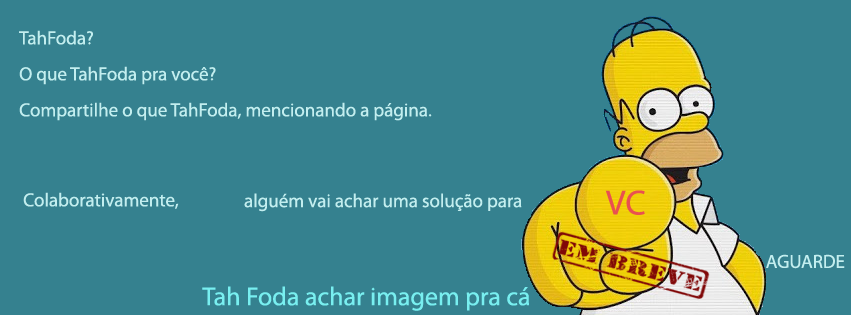 TahFoda?
O que TahFoda pra você?
Compartilhe o que TahFoda, mencionando a página.
Colaborativamente, alguém vai achar uma solução para VC
EM BREVE
AGUARDE
Tah Foda achar imagem pra cá